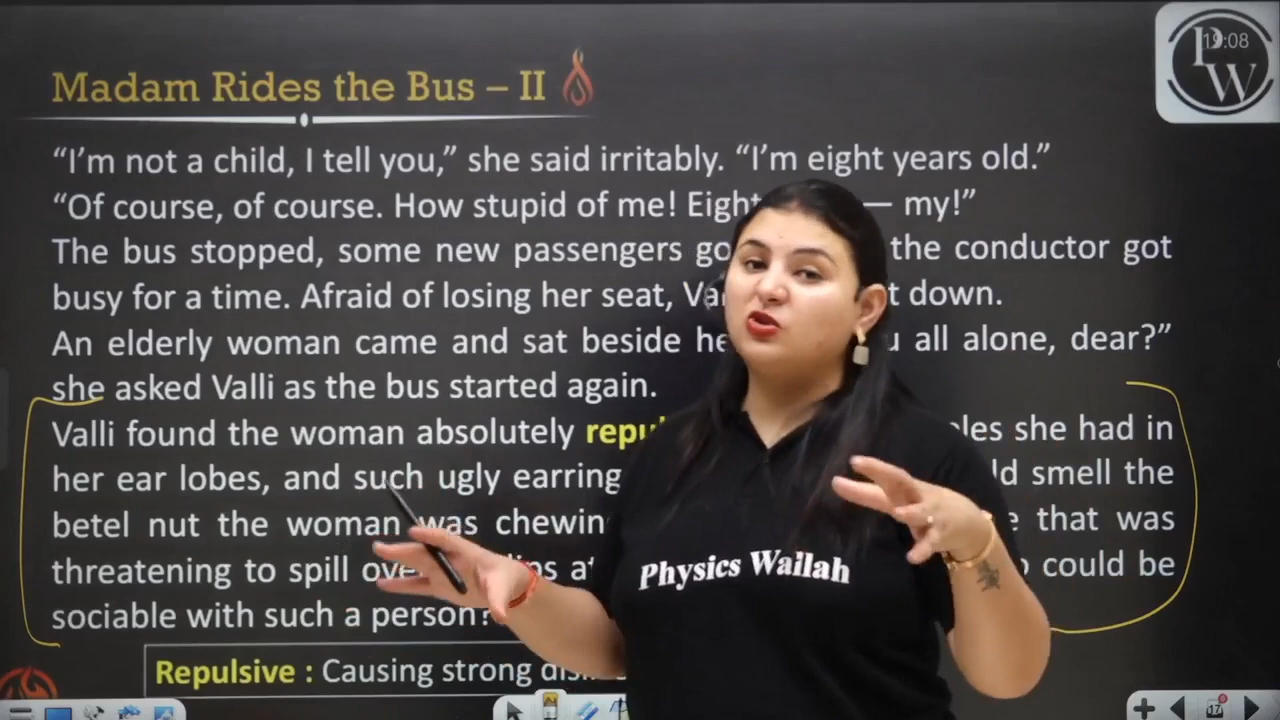 Madam Rides the Bus – II
P
W
19:08
“I’m not a child, I tell you,” she said irritably. “I’m eight years old.”
“Of course, of course. How stupid of me! Eight — my!”
The bus stopped, some new passengers the conductor got
busy for a time. Afraid of losing her seat, down.
An elderly woman came and sat beside all alone, dear?”
she asked Valli as the bus started again.
Valli found the woman absolutely she had in
her ear lobes, and such ugly smell the
betel nut the woman was that was
threatening to spill could be
sociable with such a person?
Physics Wallah
Repulsive : Causing strong
17